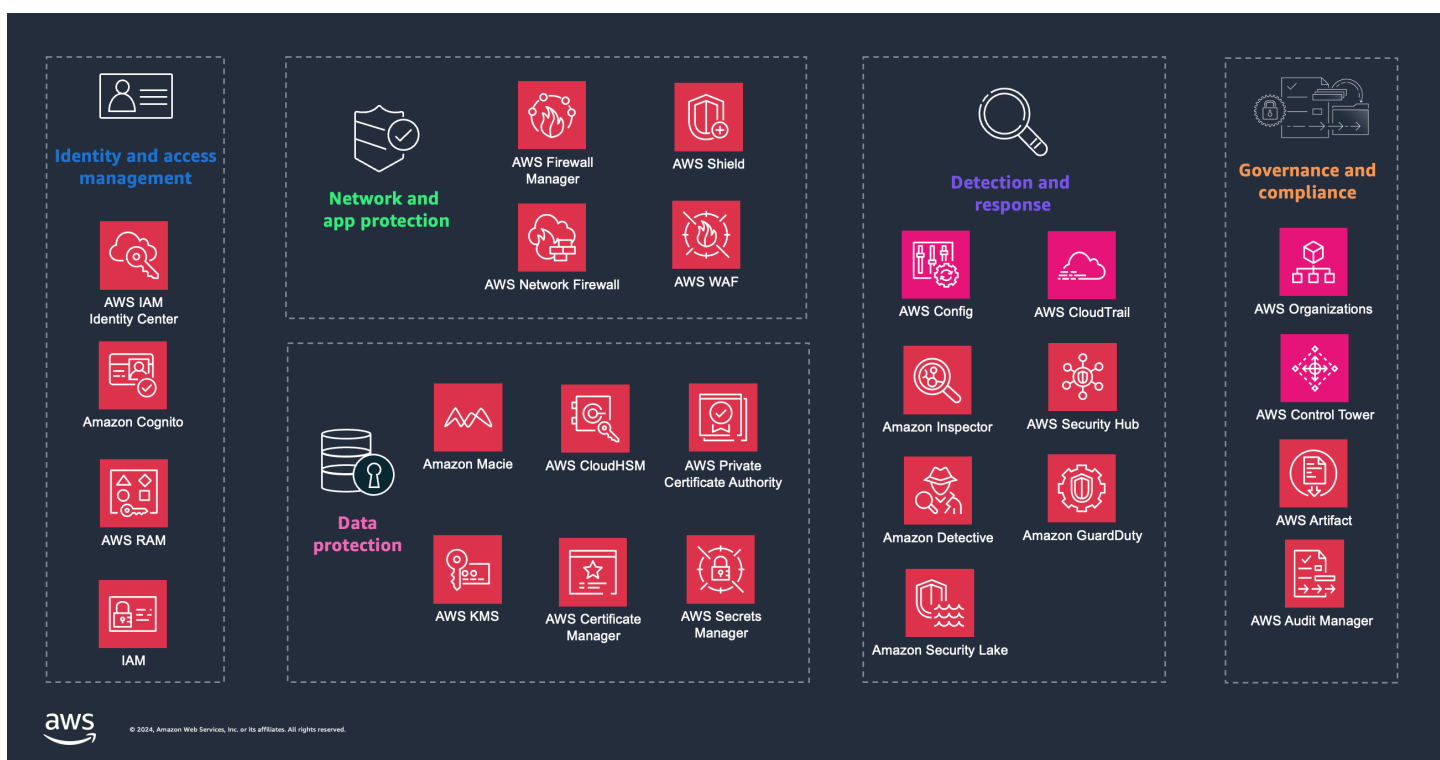 Identity and access
management
AWS IAM
Identity Center
Amazon Cognito
AWS RAM
IAM
Network and
app protection
AWS Firewall
Manager
AWS Shield
AWS Network Firewall
AWS WAF
Data
protection
Amazon Macie
AWS CloudHSM
AWS Private
Certificate Authority
AWS KMS
AWS Certificate
Manager
AWS Secrets
Manager
Detection and
response
AWS Config
AWS CloudTrail
Amazon Inspector
AWS Security Hub
Amazon Detective
Amazon GuardDuty
Amazon Security Lake
Governance and
compliance
AWS Organizations
AWS Control Tower
AWS Artifact
AWS Audit Manager
aws
© 2024, Amazon Web Services, Inc. or its affiliates. All rights reserved.